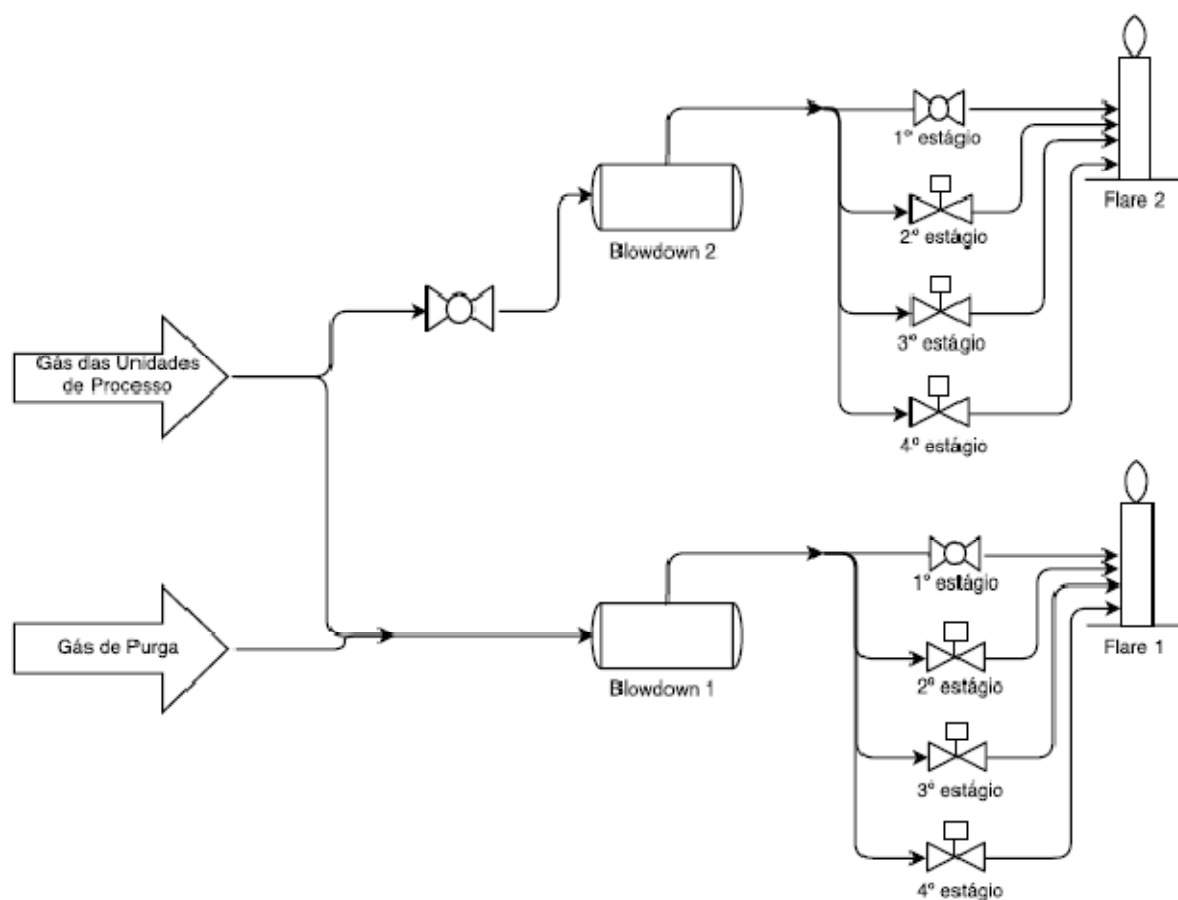 1º estágio
Flare 2
2º estágio
Blowdown 2
3º estágio
Gás das Unidades
de Processo
4º estágio
1º estágio
Gás de Purga
Flare 1
2º estágio
Blowdown 1
3º estágio
4º estágio